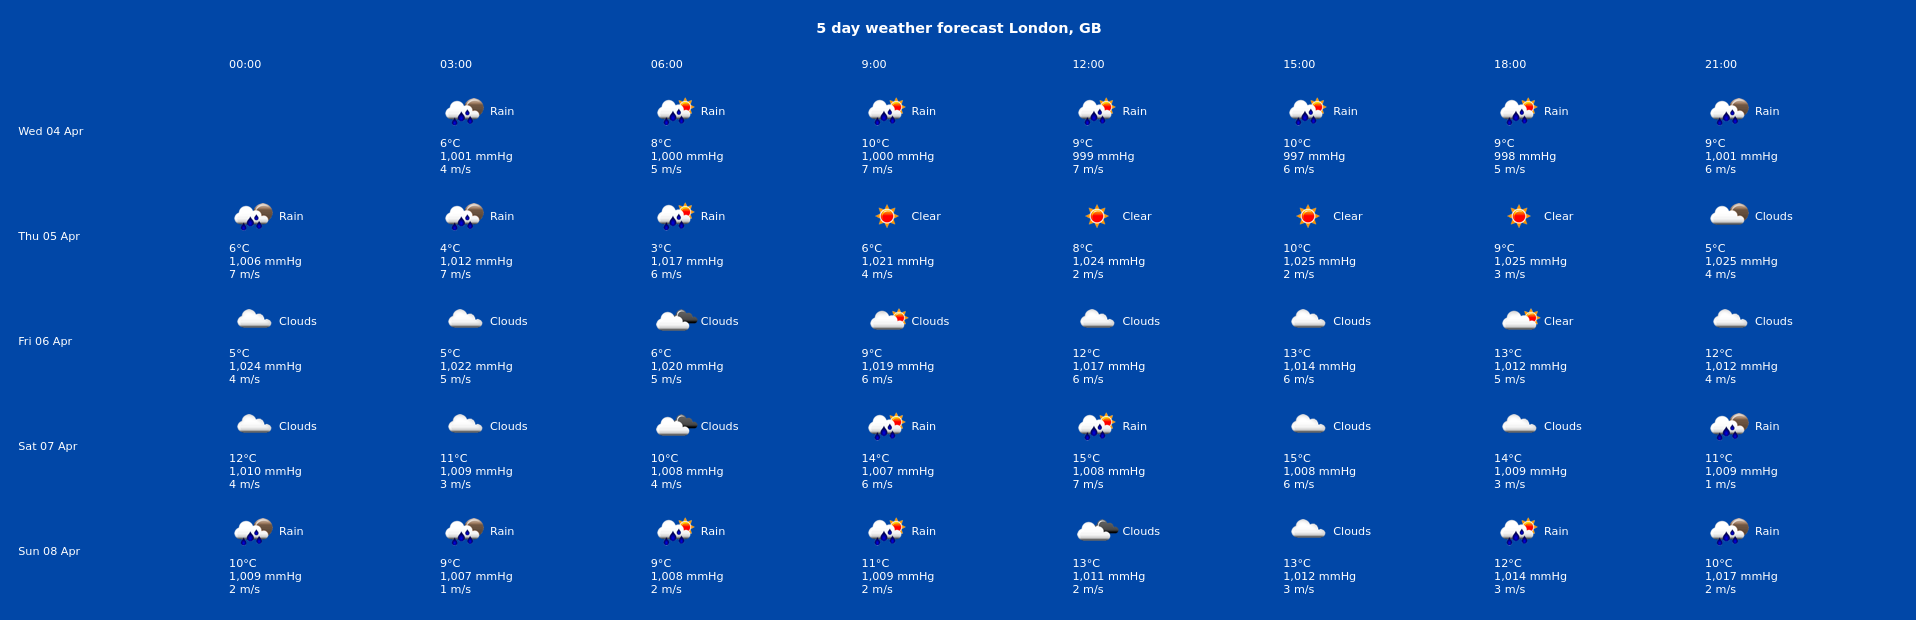 5 day weather forecast London, GB
00:00 03:00 06:00 9:00 12:00 15:00 18:00 21:00
Wed 04 Apr
Rain Rain Rain Rain Rain Rain Rain
6°C 8°C 10°C 9°C 10°C 9°C 9°C
1,001 mmHg 1,000 mmHg 1,000 mmHg 999 mmHg 997 mmHg 998 mmHg 1,001 mmHg
4 m/s 5 m/s 7 m/s 7 m/s 6 m/s 5 m/s 6 m/s
Thu 05 Apr
Rain Rain Rain Clear Clear Clear Clear Clouds
6°C 4°C 3°C 6°C 8°C 10°C 9°C 5°C
1,006 mmHg 1,012 mmHg 1,017 mmHg 1,021 mmHg 1,024 mmHg 1,025 mmHg 1,025 mmHg 1,025 mmHg
7 m/s 7 m/s 6 m/s 4 m/s 2 m/s 2 m/s 3 m/s 4 m/s
Fri 06 Apr
Clouds Clouds Clouds Clouds Clouds Clouds Clear Clouds
5°C 5°C 6°C 9°C 12°C 13°C 13°C 12°C
1,024 mmHg 1,022 mmHg 1,020 mmHg 1,019 mmHg 1,017 mmHg 1,014 mmHg 1,012 mmHg 1,012 mmHg
4 m/s 5 m/s 5 m/s 6 m/s 6 m/s 6 m/s 5 m/s 4 m/s
Sat 07 Apr
Clouds Clouds Clouds Rain Rain Clouds Clouds Rain
12°C 11°C 10°C 14°C 15°C 15°C 14°C 11°C
1,010 mmHg 1,009 mmHg 1,008 mmHg 1,007 mmHg 1,008 mmHg 1,008 mmHg 1,009 mmHg 1,009 mmHg
4 m/s 3 m/s 4 m/s 6 m/s 7 m/s 6 m/s 3 m/s 1 m/s
Sun 08 Apr
Rain Rain Rain Rain Clouds Clouds Rain Rain
10°C 9°C 9°C 11°C 13°C 13°C 12°C 10°C
1,009 mmHg 1,007 mmHg 1,008 mmHg 1,009 mmHg 1,011 mmHg 1,012 mmHg 1,014 mmHg 1,017 mmHg
2 m/s 1 m/s 2 m/s 2 m/s 2 m/s 3 m/s 3 m/s 2 m/s